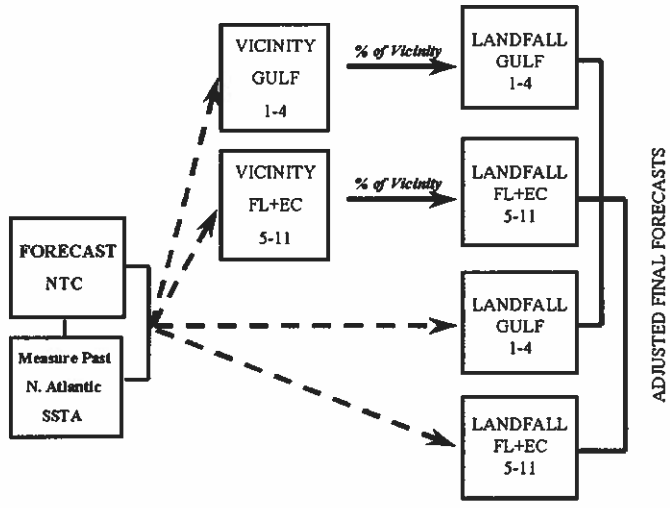 VICINITY
GULF
1-4
% of Vicinity
LANDFALL
GULF
1-4
VICINITY
FL+EC
5-11
% of Vicinity
LANDFALL
FL+EC
5-11
FORECAST
NTC
Measure Past
N. Atlantic
SSTA
LANDFALL
GULF
1-4
LANDFALL
FL+EC
5-11
ADJUSTED FINAL FORECASTS